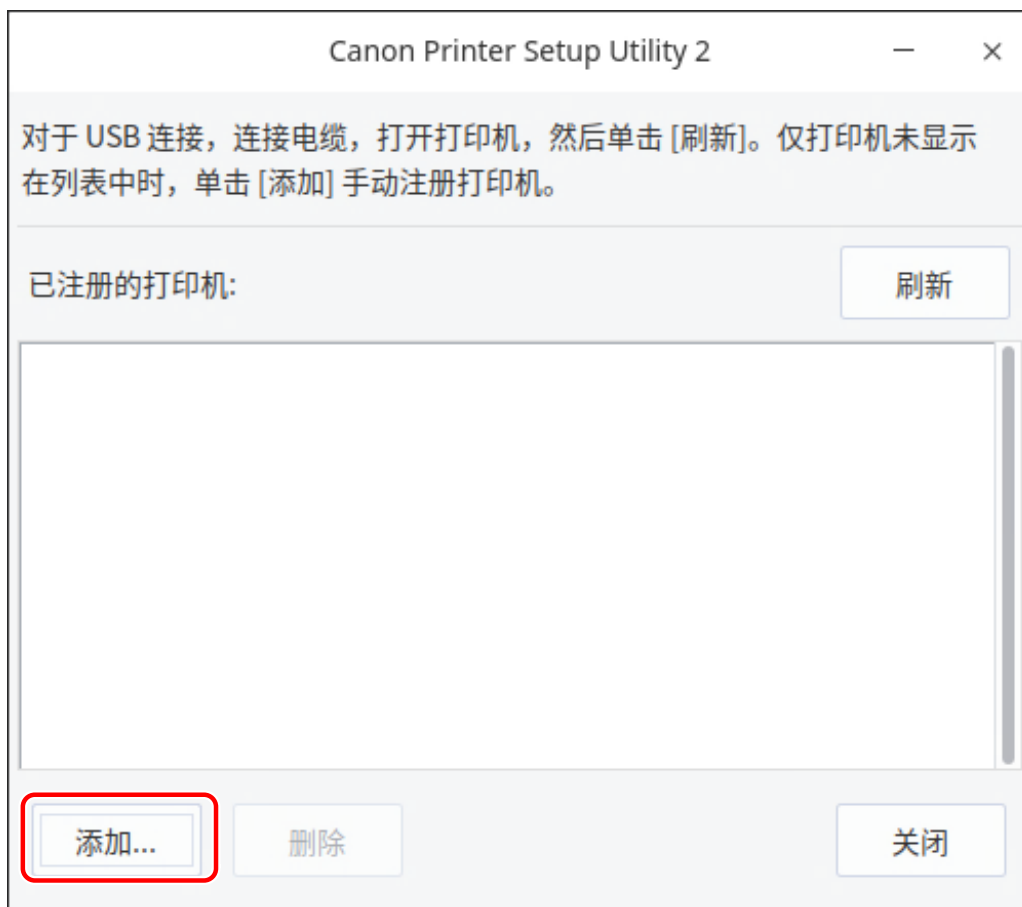 Canon Printer Setup Utility 2
对于 USB 连接，连接电缆，打开打印机，然后单击 [刷新]。仅打印机未显示
在列表中时，单击 [添加] 手动注册打印机。
已注册的打印机:
刷新
添加...
删除
关闭